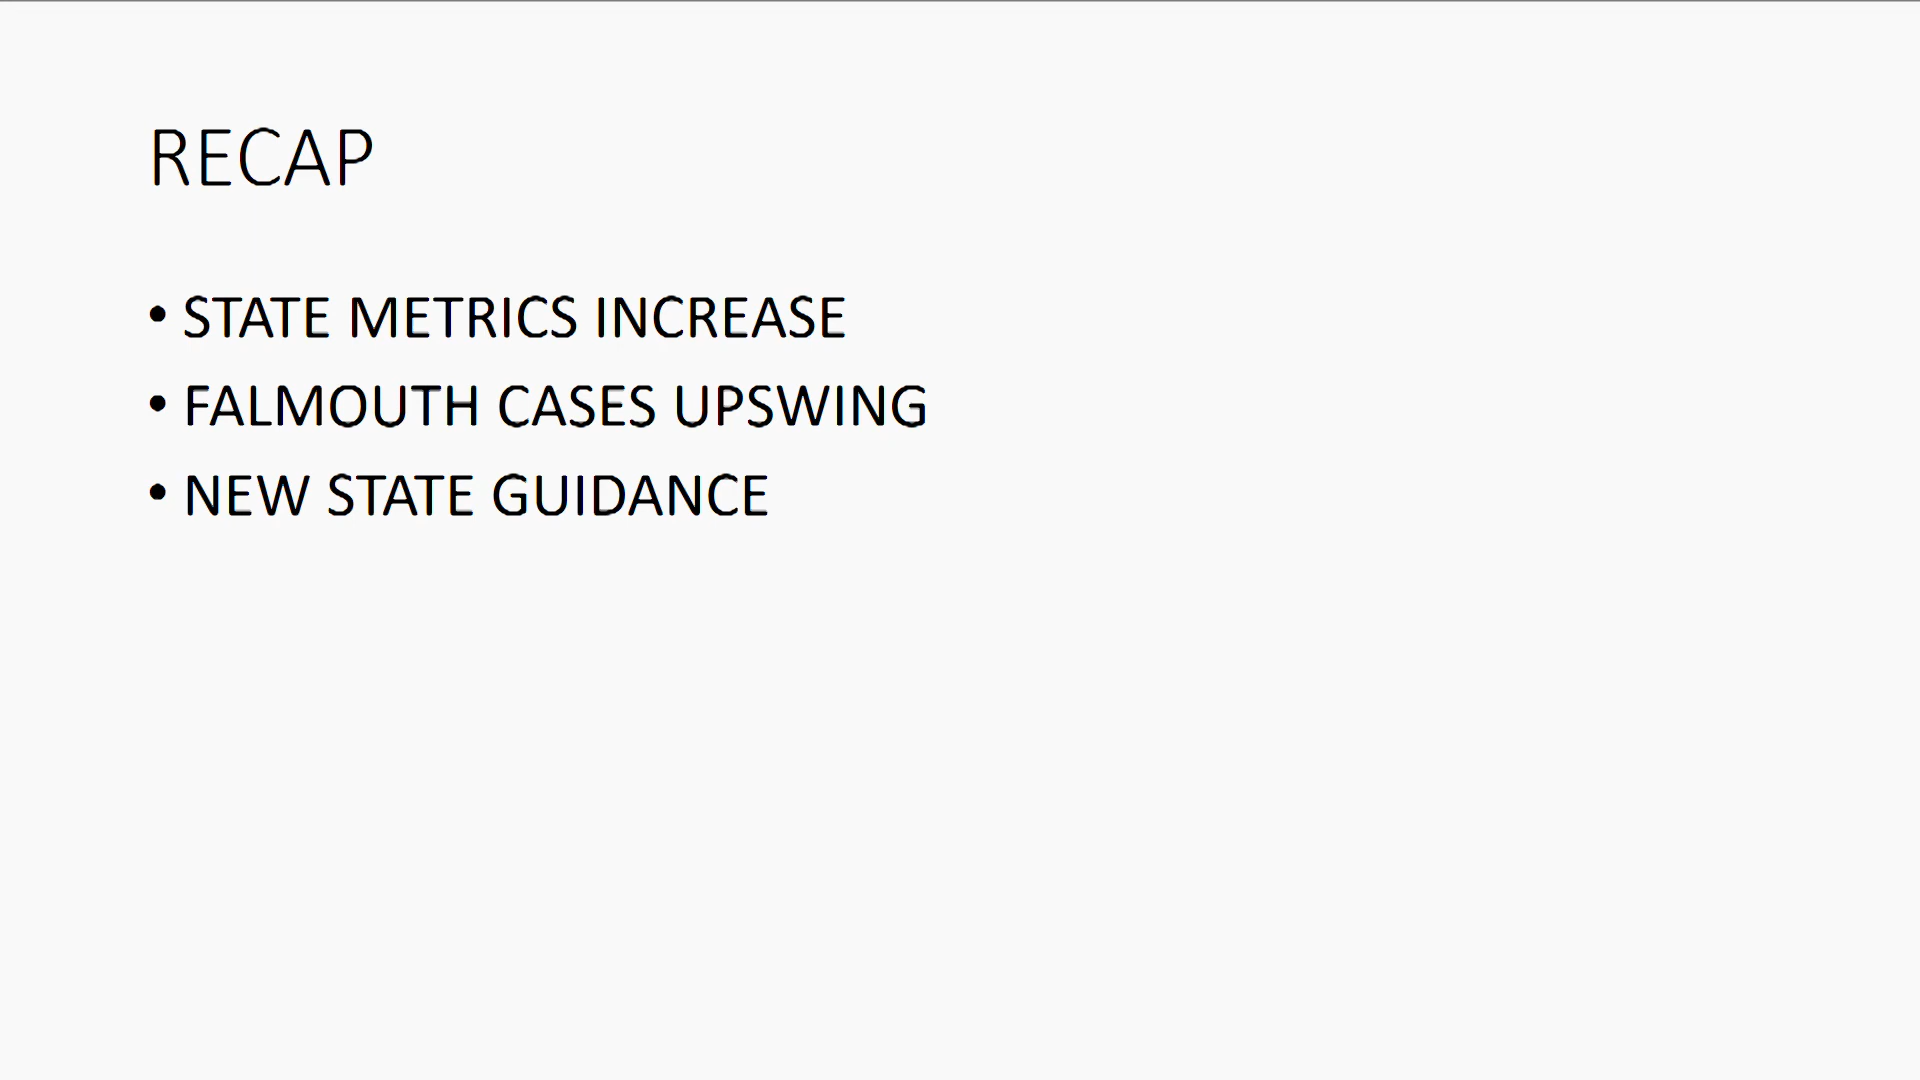 RECAP
• STATE METRICS INCREASE
• FALMOUTH CASES UPSWING
• NEW STATE GUIDANCE